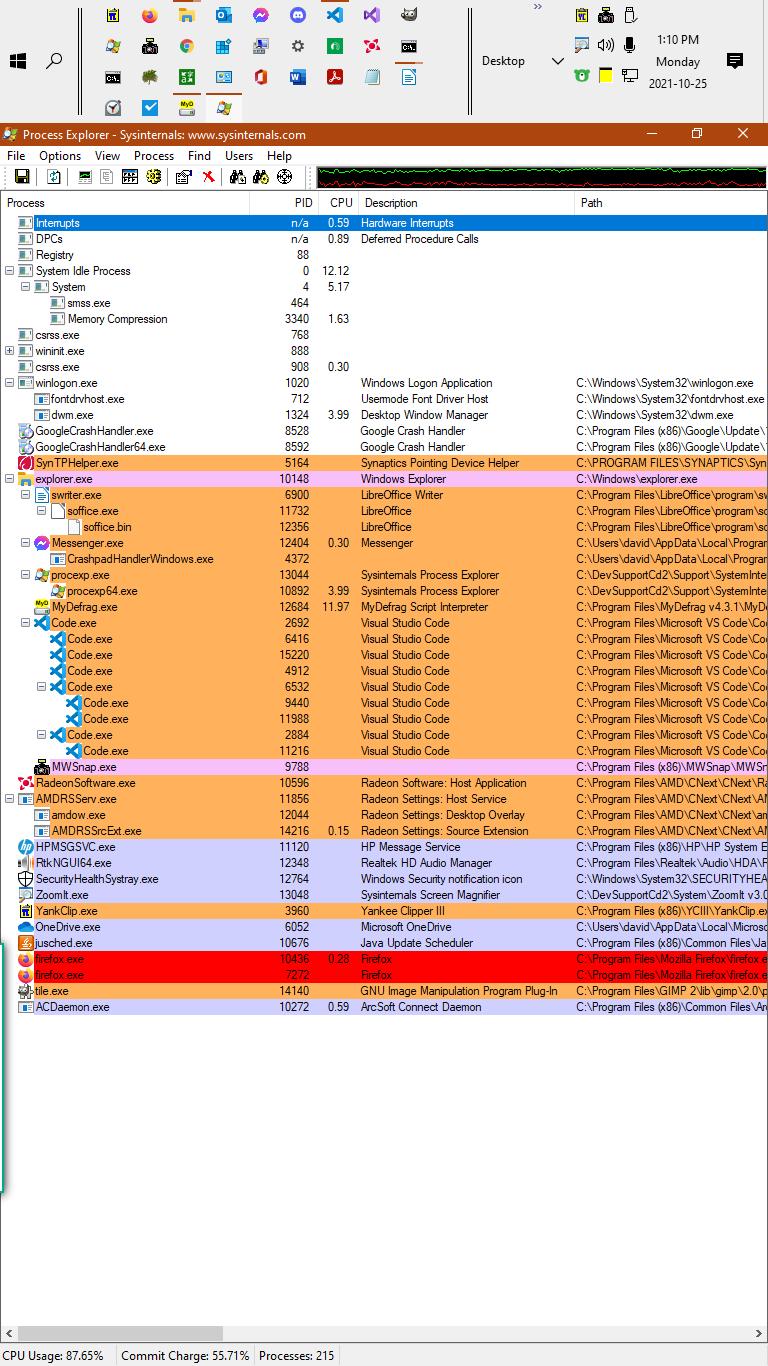 »
Desktop
1:10 PM
Monday
2021-10-25
Process Explorer - Sysinternals: www.sysinternals.com
File Options View Process Find Users Help
Process PID CPU Description Path
Interrupts n/a 0.59 Hardware Interrupts
DPCs n/a 0.89 Deferred Procedure Calls
Registry 88
System Idle Process 0 12.12
System 4 5.17
smss.exe 464
Memory Compression 3340 1.63
csrss.exe 768
wininit.exe 888
csrss.exe 908 0.30
winlogon.exe 1020 Windows Logon Application C:\Windows\System32\winlogon.exe
fontdrvhost.exe 712 Usermode Font Driver Host C:\Windows\System32\fontdrvhost.exe
dwm.exe 1324 3.99 Desktop Window Manager C:\Windows\System32\dwm.exe
GoogleCrashHandler.exe 8528 Google Crash Handler C:\Program Files (x86)\Google\Update\
GoogleCrashHandler64.exe 8592 Google Crash Handler C:\Program Files (x86)\Google\Update\
SynTPHelper.exe 5164 Synaptics Pointing Device Helper C:\PROGRAM FILES\SYNAPTICS\Syn
explorer.exe 10148 Windows Explorer C:\Windows\explorer.exe
swriter.exe 6900 LibreOffice Writer C:\Program Files\LibreOffice\program\sw
soffice.exe 11732 LibreOffice C:\Program Files\LibreOffice\program\so
soffice.bin 12356 LibreOffice C:\Program Files\LibreOffice\program\so
Messenger.exe 12404 0.30 Messenger C:\Users\david\AppData\Local\Program
CrashpadHandlerWindows.exe 4372 C:\Users\david\AppData\Local\Program
procexp.exe 13044 Sysinternals Process Explorer C:\DevSupportCd2\Support\SystemInte
procexp64.exe 10892 3.99 Sysinternals Process Explorer C:\DevSupportCd2\Support\SystemInte
MyDefrag.exe 12684 11.97 MyDefrag Script Interpreter C:\Program Files\MyDefrag v4.3.1\MyDe
Code.exe 2692 Visual Studio Code C:\Program Files\Microsoft VS Code\Co
Code.exe 6416 Visual Studio Code C:\Program Files\Microsoft VS Code\Co
Code.exe 15220 Visual Studio Code C:\Program Files\Microsoft VS Code\Co
Code.exe 4912 Visual Studio Code C:\Program Files\Microsoft VS Code\Co
Code.exe 6532 Visual Studio Code C:\Program Files\Microsoft VS Code\Co
Code.exe 9440 Visual Studio Code C:\Program Files\Microsoft VS Code\Co
Code.exe 11988 Visual Studio Code C:\Program Files\Microsoft VS Code\Co
Code.exe 2884 Visual Studio Code C:\Program Files\Microsoft VS Code\Co
Code.exe 11216 Visual Studio Code C:\Program Files\Microsoft VS Code\Co
MWSnap.exe 9788 C:\Program Files (x86)\MWSnap\MWSn
RadeonSoftware.exe 10596 Radeon Software: Host Application C:\Program Files\AMD\CNext\CNext\Ra
AMDRSServ.exe 11856 Radeon Settings: Host Service C:\Program Files\AMD\CNext\CNext\A
amdow.exe 12044 Radeon Settings: Desktop Overlay C:\Program Files\AMD\CNext\CNext\a
AMDRSSrcExt.exe 14216 0.15 Radeon Settings: Source Extension C:\Program Files\AMD\CNext\CNext\A
HPMSGSVC.exe 11120 HP Message Service C:\Program Files (x86)\HP\HP System E
RtkNGUI64.exe 12348 Realtek HD Audio Manager C:\Program Files\Realtek\Audio\HDA\R
SecurityHealthSystray.exe 12764 Windows Security notification icon C:\Windows\System32\SECURITYHEA
ZoomIt.exe 13048 Sysinternals Screen Magnifier C:\DevSupportCd2\System\ZoomIt v3.0
YankClip.exe 3960 Yankee Clipper III C:\Program Files (x86)\YCIII\YankClip.ex
OneDrive.exe 6052 Microsoft OneDrive C:\Users\david\AppData\Local\Microso
jusched.exe 10676 Java Update Scheduler C:\Program Files (x86)\Common Files\Ja
firefox.exe 10436 0.28 Firefox C:\Program Files\Mozilla Firefox\firefox.e
firefox.exe 7272 Firefox C:\Program Files\Mozilla Firefox\firefox.e
tile.exe 14140 GNU Image Manipulation Program Plug-In C:\Program Files\GIMP 2\lib\gimp\2.0\p
ACDaemon.exe 10272 0.59 ArcSoft Connect Daemon C:\Program Files (x86)\Common Files\Ar
CPU Usage: 87.65% Commit Charge: 55.71% Processes: 215